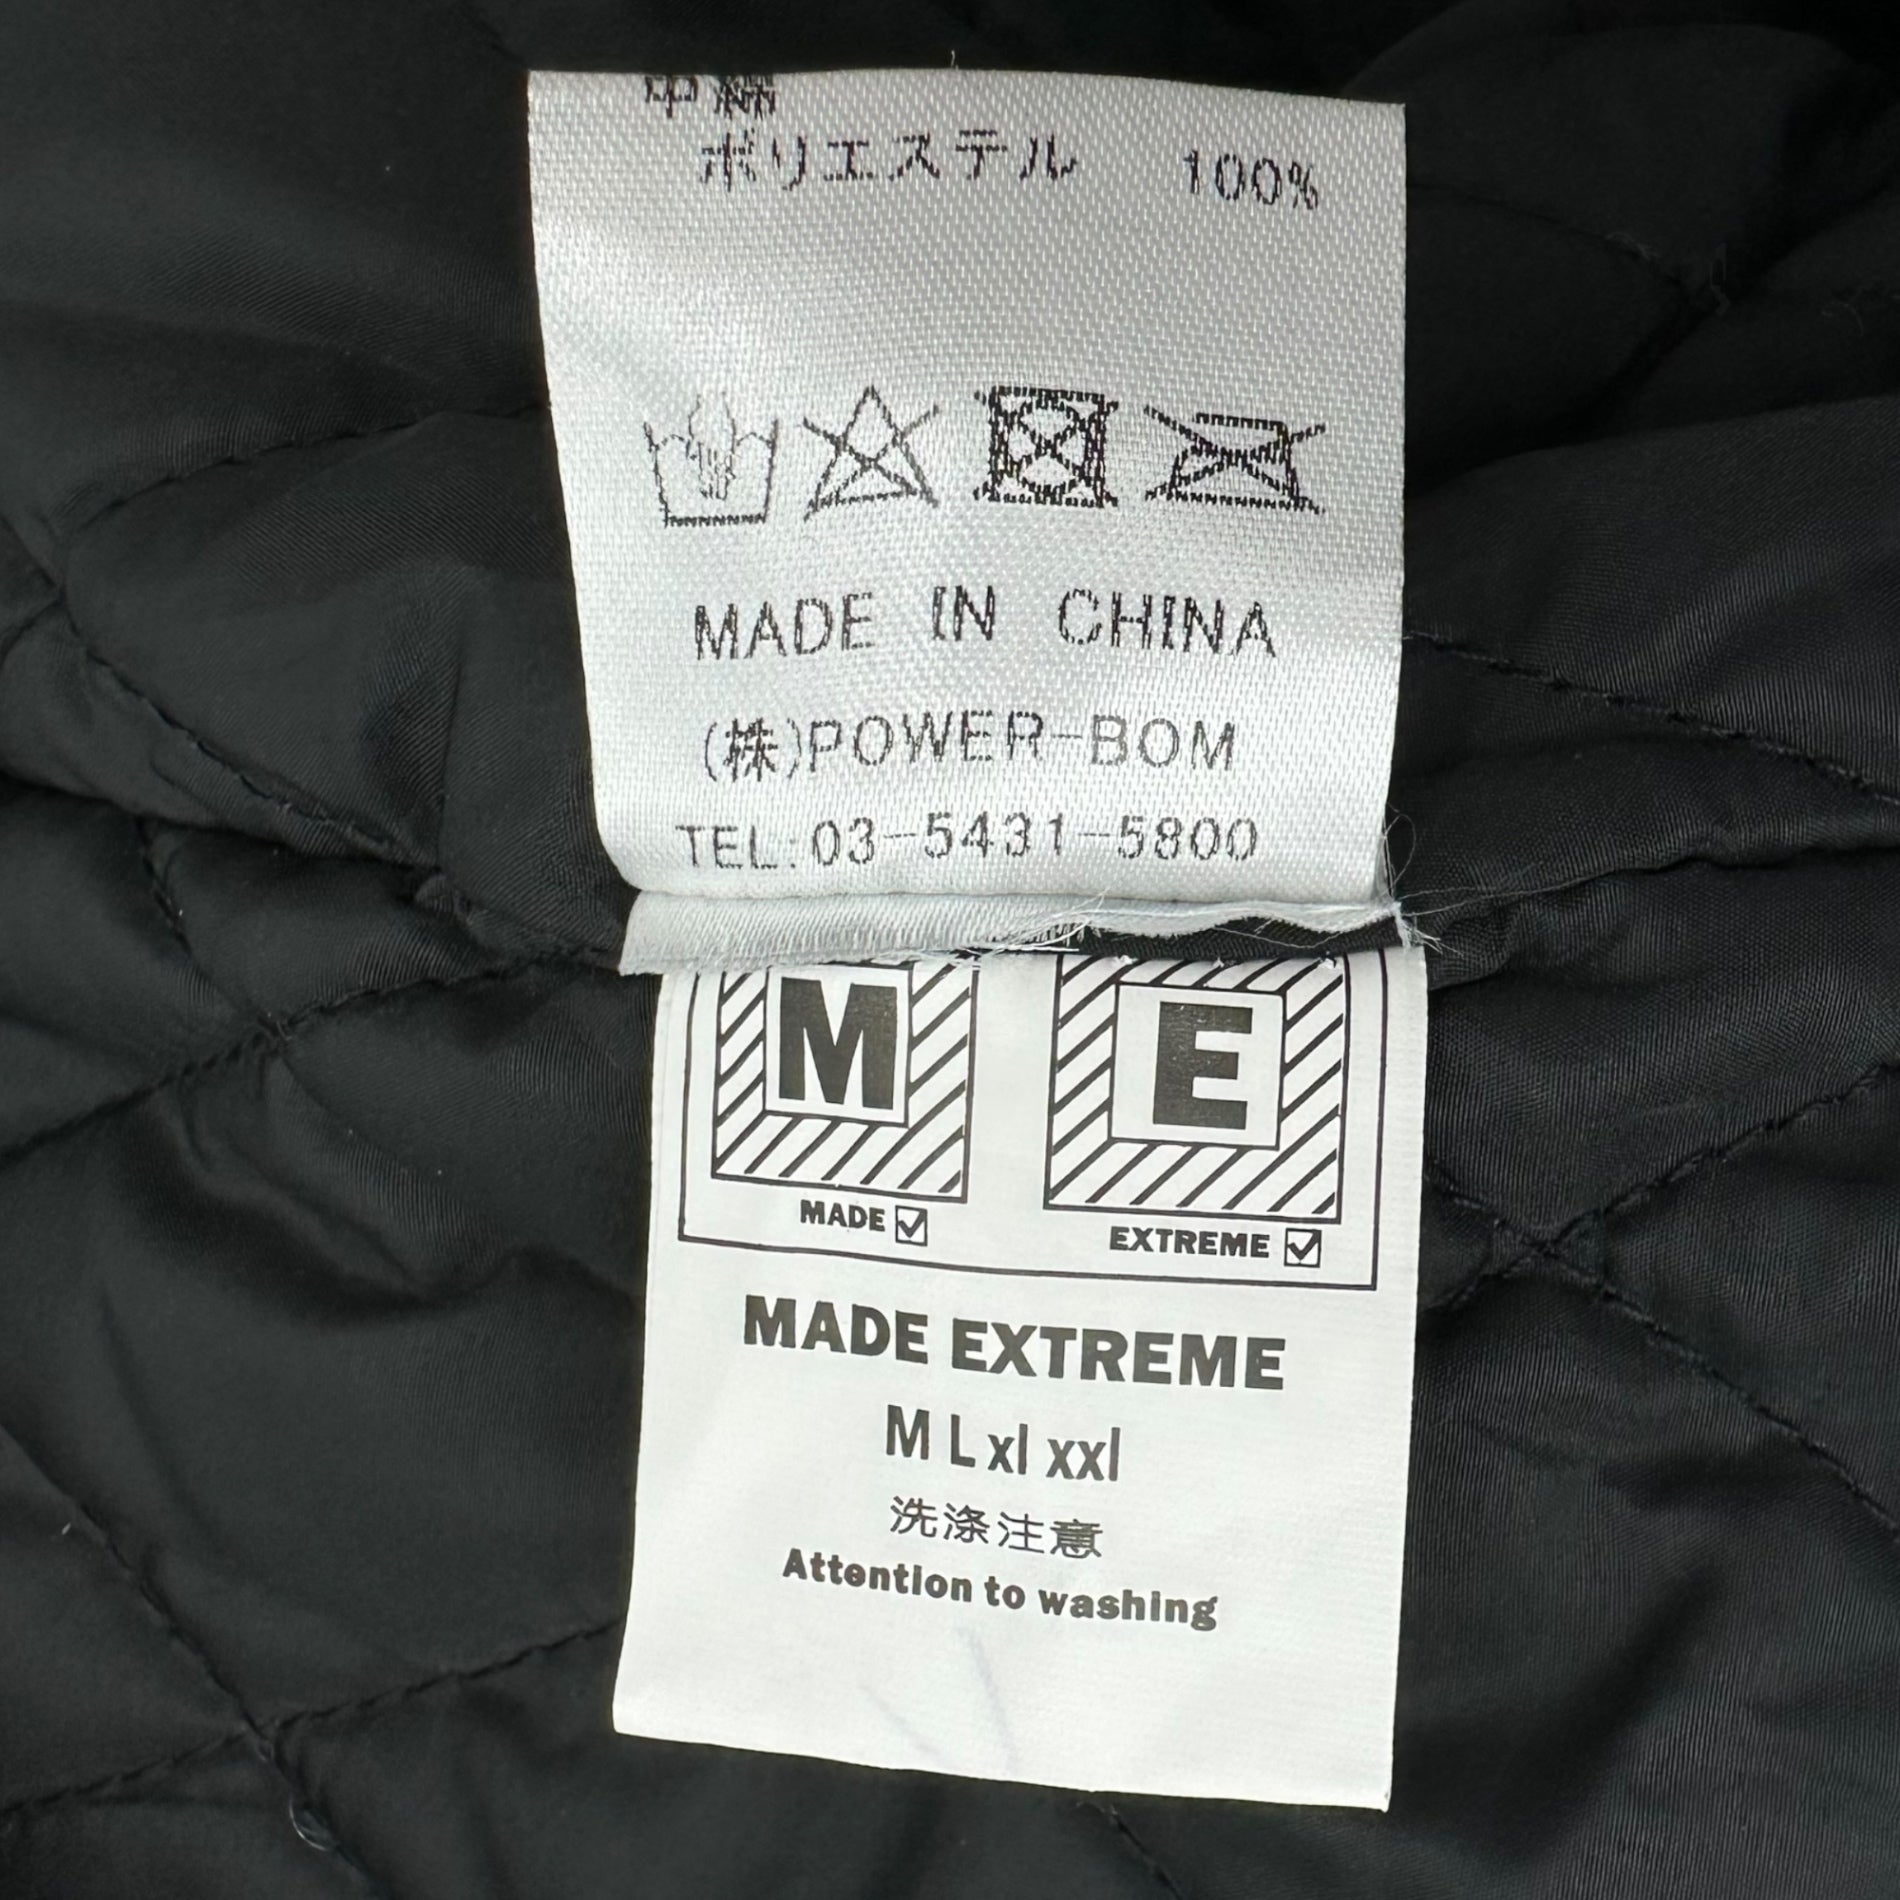 中綿
ポリエステル 100%
MADE IN CHINA
(株)POWER-BOM
TEL:03-5431-5800
M E
MADE EXTREME
MADE EXTREME
M L xl xxl
洗涤注意
Attention to washing